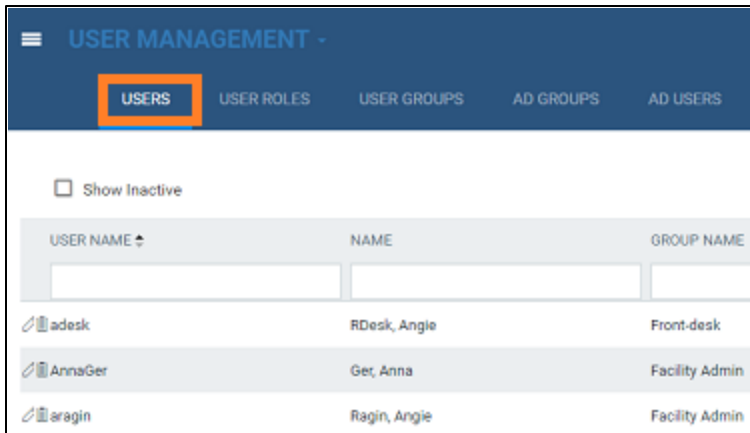 USER MANAGEMENT
USERS USER ROLES USER GROUPS AD GROUPS AD USERS
Show Inactive
USER NAME NAME GROUP NAME
adesk RDesk, Angie Front-desk
AnnaGer Ger, Anna Facility Admin
aragin Ragin, Angie Facility Admin